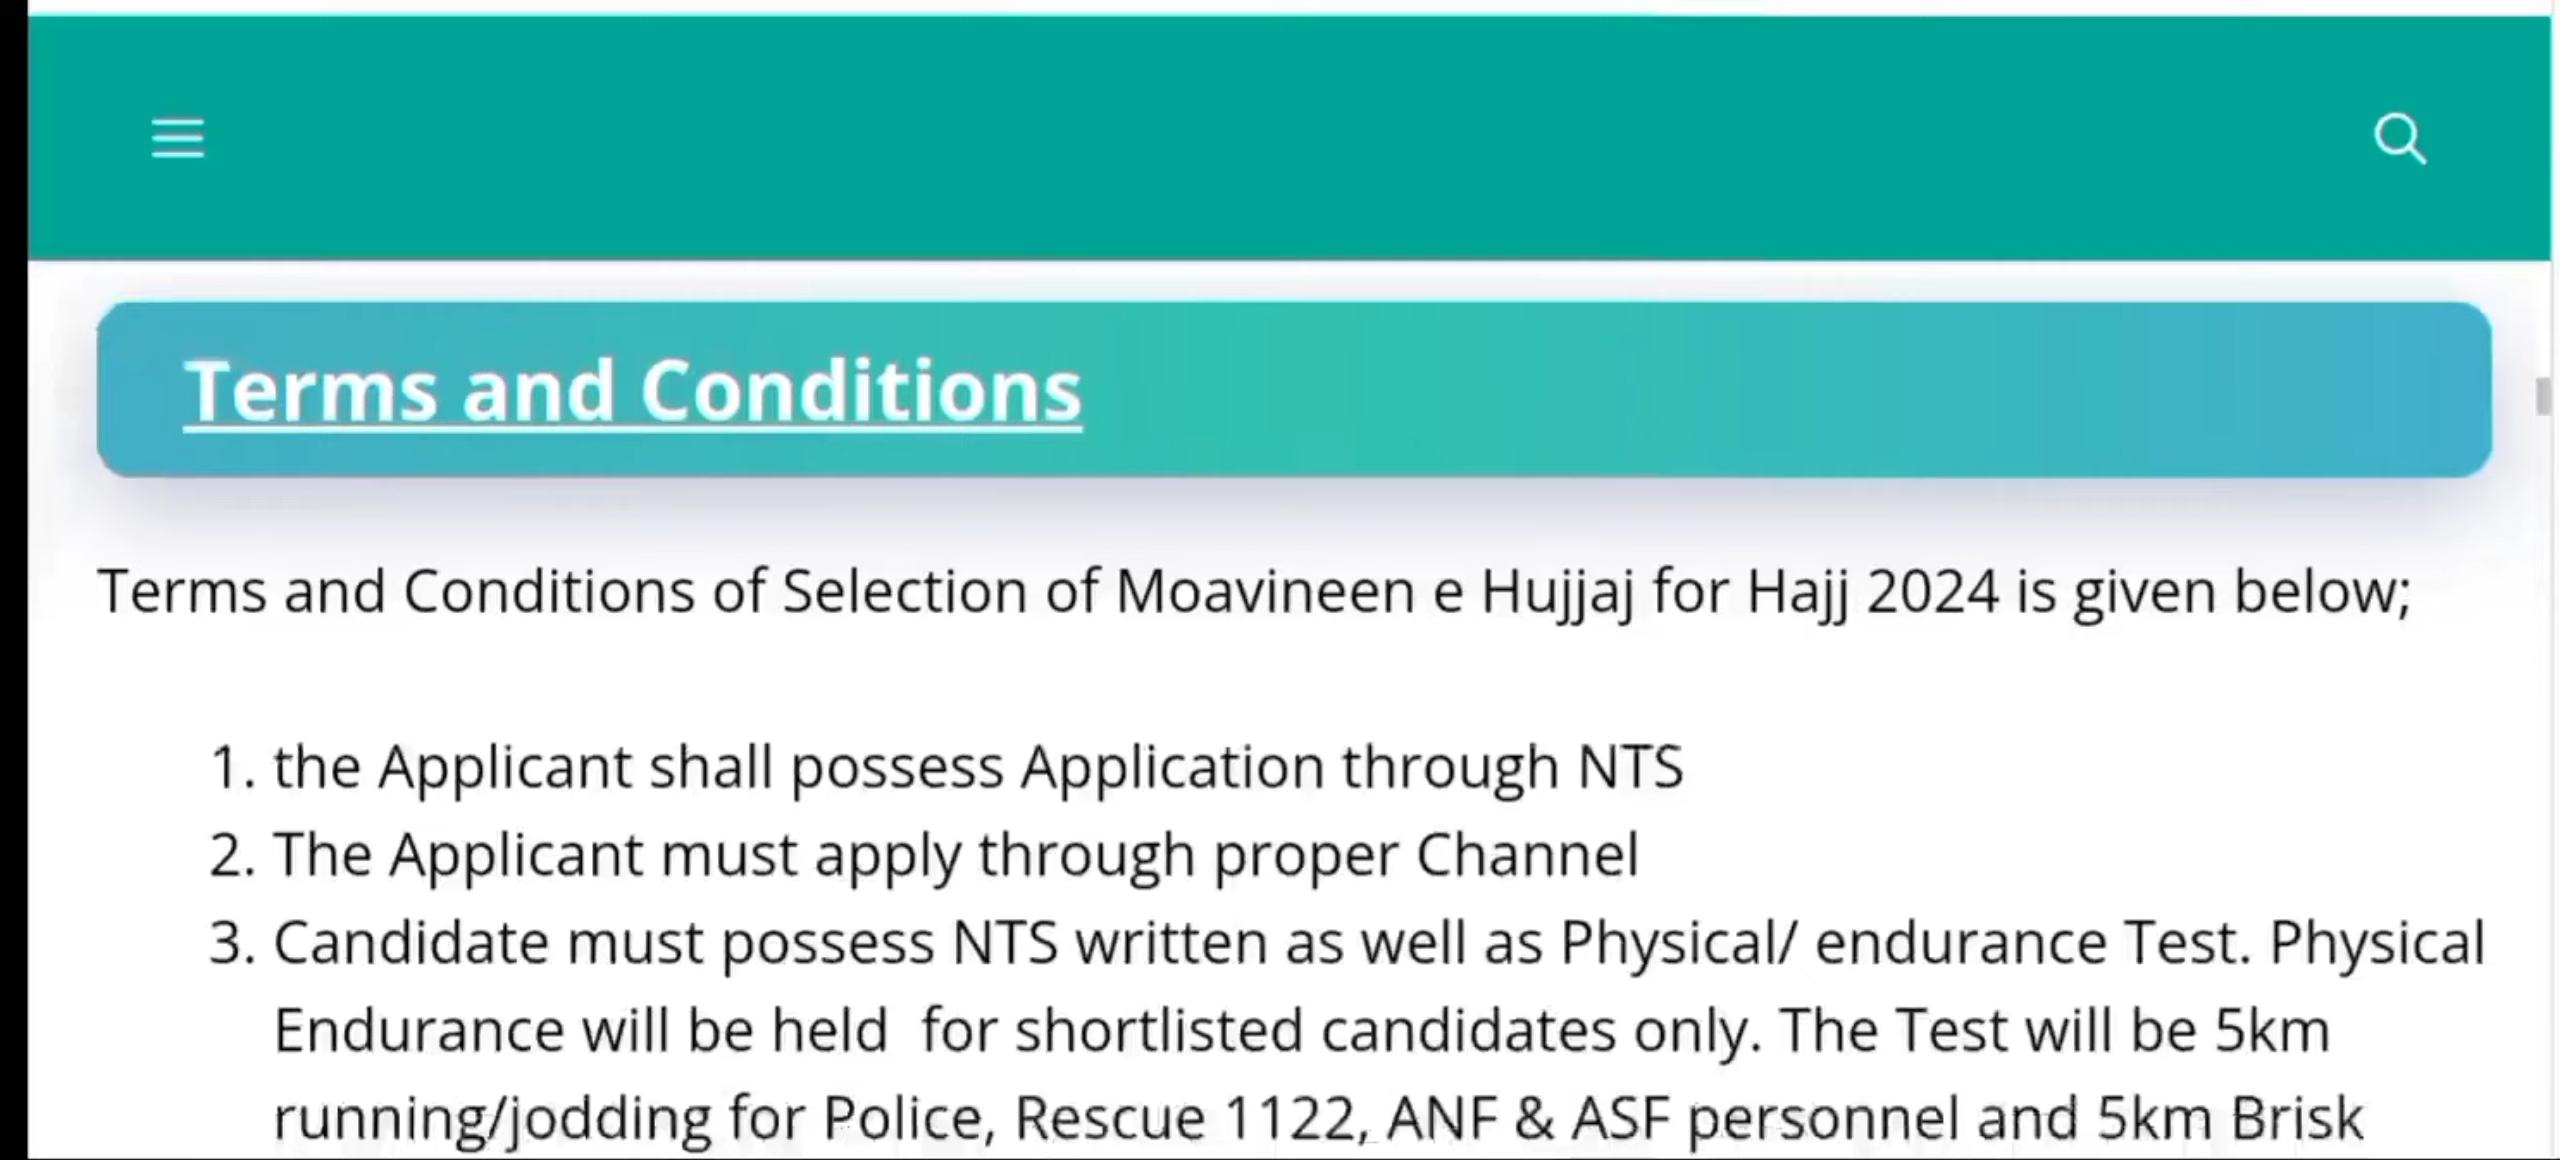 Terms and Conditions
Terms and Conditions of Selection of Moavineen e Hujjaj for Hajj 2024 is given below;
1. the Applicant shall possess Application through NTS
2. The Applicant must apply through proper Channel
3. Candidate must possess NTS written as well as Physical/ endurance Test. Physical
Endurance will be held  for shortlisted candidates only. The Test will be 5km
running/jodding for Police, Rescue 1122, ANF & ASF personnel and 5km Brisk